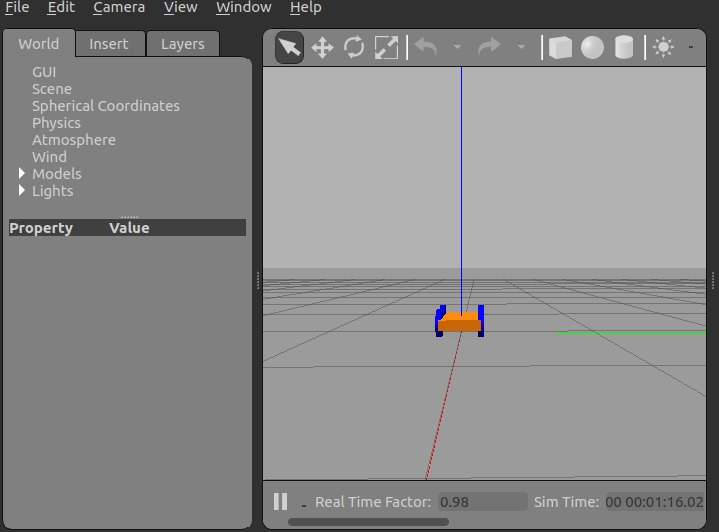 File Edit Camera View Window Help
World Insert Layers
GUI
Scene
Spherical Coordinates
Physics
Atmosphere
Wind
Models
Lights
Property Value
Real Time Factor: 0.98 Sim Time: 00 00:01:16.02